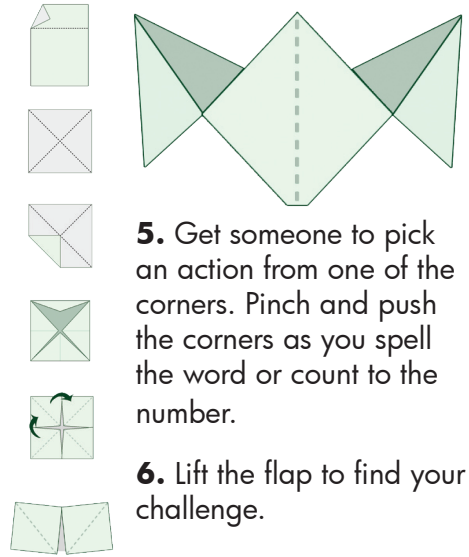 5. Get someone to pick
an action from one of the
corners. Pinch and push
the corners as you spell
the word or count to the
number.
6. Lift the flap to find your
challenge.